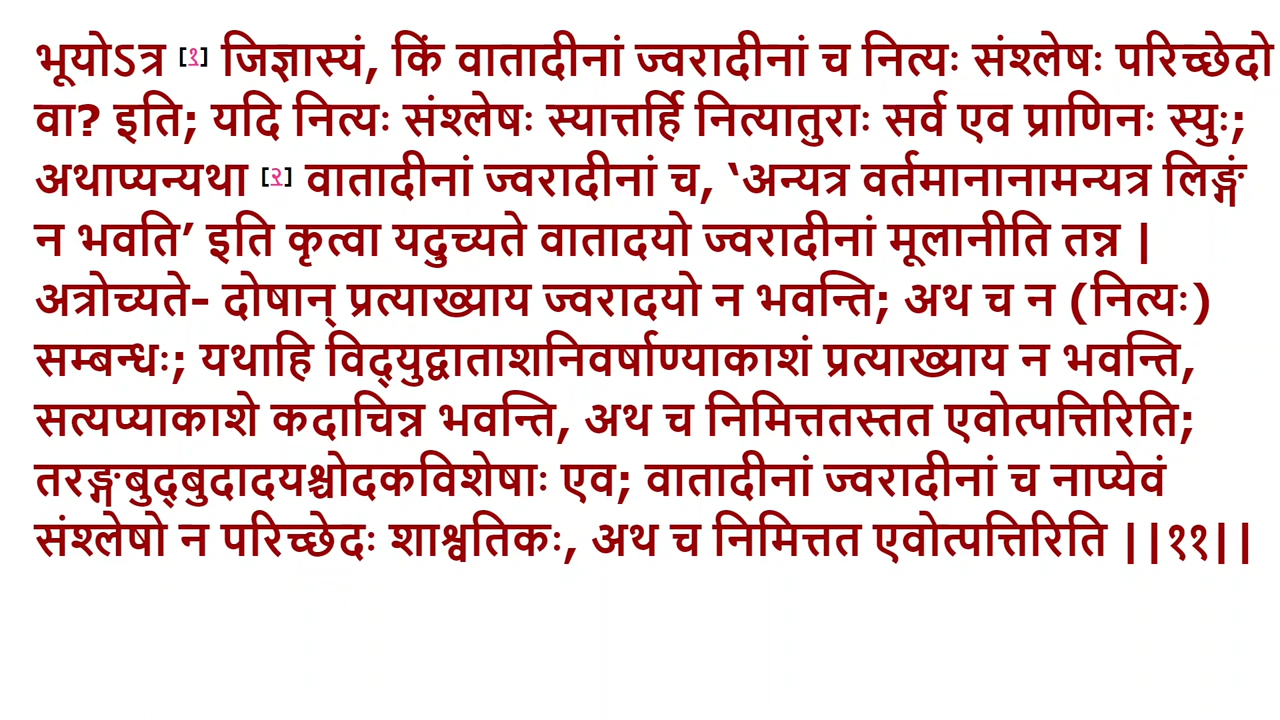 भूयोऽत्र [१] जिज्ञास्यं, किं वातादीनां ज्वरादीनां च नित्यः संश्लेषः परिच्छेदो
वा? इति; यदि नित्यः संश्लेषः स्यात्तर्हि नित्यातुराः सर्व एव प्राणिनः स्युः;
अथाप्यन्यथा [२] वातादीनां ज्वरादीनां च, ‘अन्यत्र वर्तमानानामन्यत्र लिङ्गं
न भवति’ इति कृत्वा यदुच्यते वातादयो ज्वरादीनां मूलानीति तन्न |
अत्रोच्यते- दोषान् प्रत्याख्याय ज्वरादयो न भवन्ति; अथ च न (नित्यः)
सम्बन्धः; यथाहि विद्युद्वाताशनिवर्षाण्याकाशं प्रत्याख्याय न भवन्ति,
सत्यप्याकाशे कदाचिन्न भवन्ति, अथ च निमित्ततस्तत एवोत्पत्तिरिति;
तरङ्गबुद्बुदादयश्चोदकविशेषाः एव; वातादीनां ज्वरादीनां च नाप्येवं
संश्लेषो न परिच्छेदः शाश्वतिकः, अथ च निमित्तत एवोत्पत्तिरिति ||११||